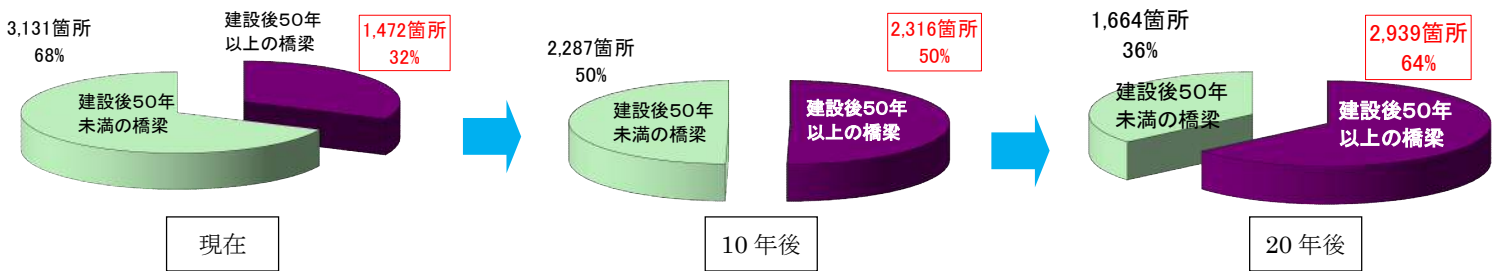 3,131箇所
68%
建設後50年
以上の橋梁
1,472箇所
32%
建設後50年
未満の橋梁
現在
2,287箇所
50%
2,316箇所
50%
建設後50年
未満の橋梁
建設後50年
以上の橋梁
10年後
1,664箇所
36%
2,939箇所
64%
建設後50年
未満の橋梁
建設後50年
以上の橋梁
20年後